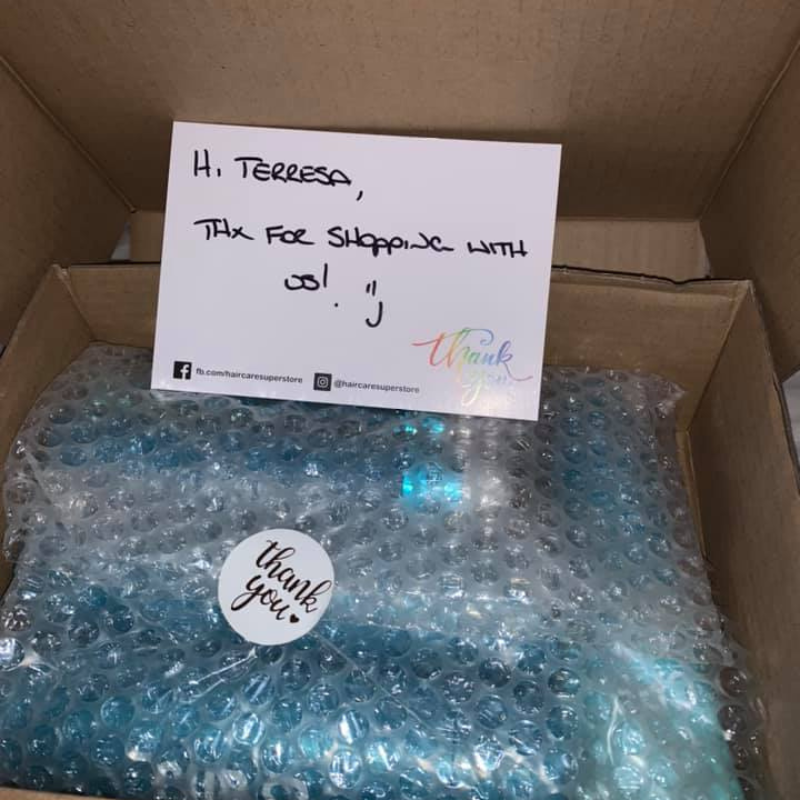 Hi TERRESA,
THX FOR SHOPPING WITH
US! :)
Thank
you
fb.com/haircaresuperstore @haircaresuperstore
thank
you